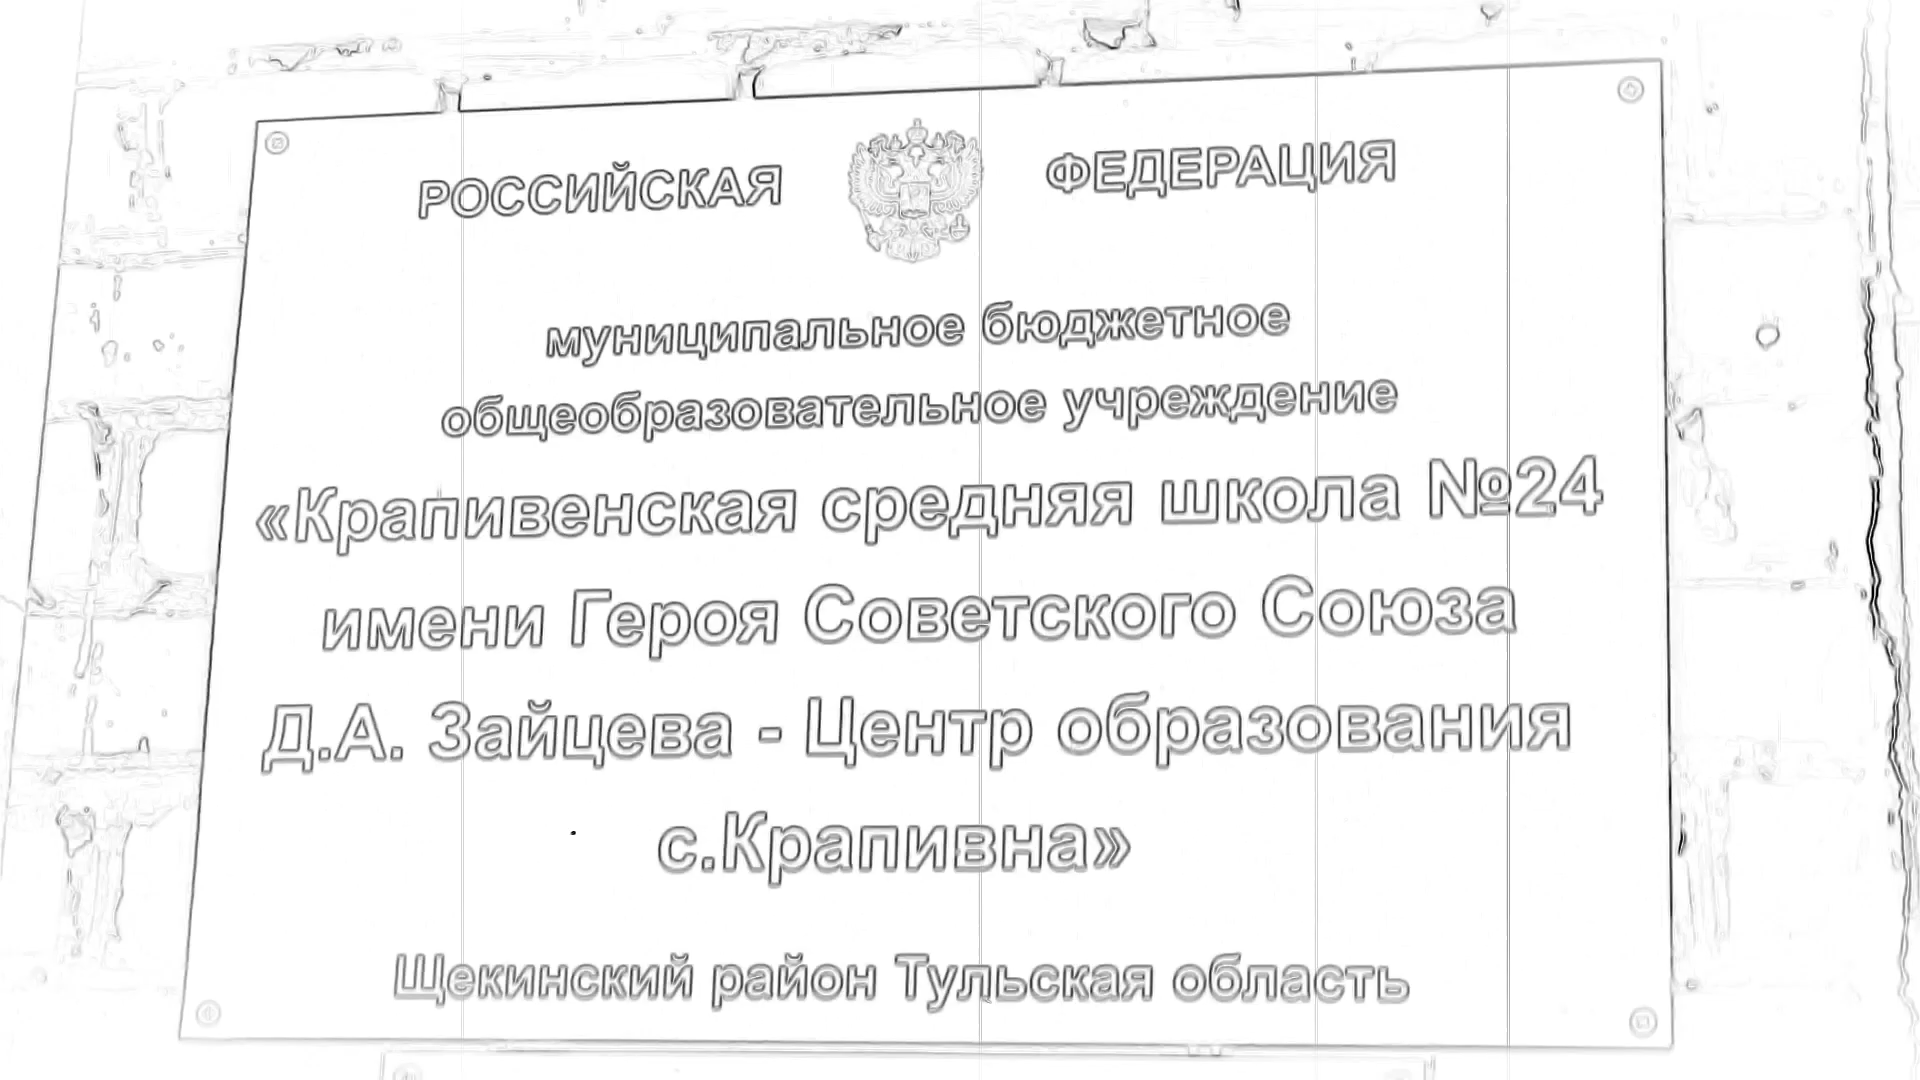 РОССИЙСКАЯ ФЕДЕРАЦИЯ
муниципальное бюджетное
общеобразовательное учреждение
«Крапивенская средняя школа №24
имени Героя Советского Союза
Д.А. Зайцева - Центр образования
с.Крапивна»
Щекинский район Тульская область